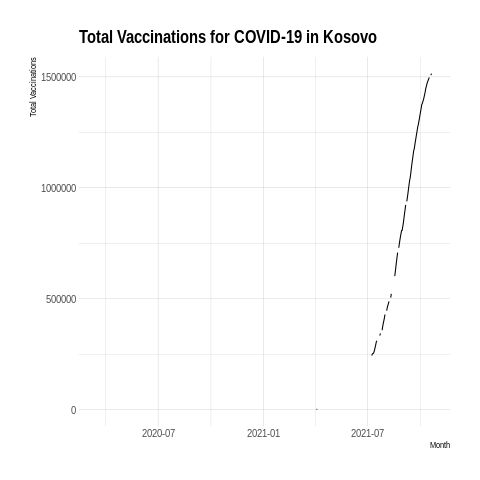 Total Vaccinations for COVID-19 in Kosovo
Total Vaccinations
1500000
1000000
500000
0
2020-07 2021-01 2021-07
Month